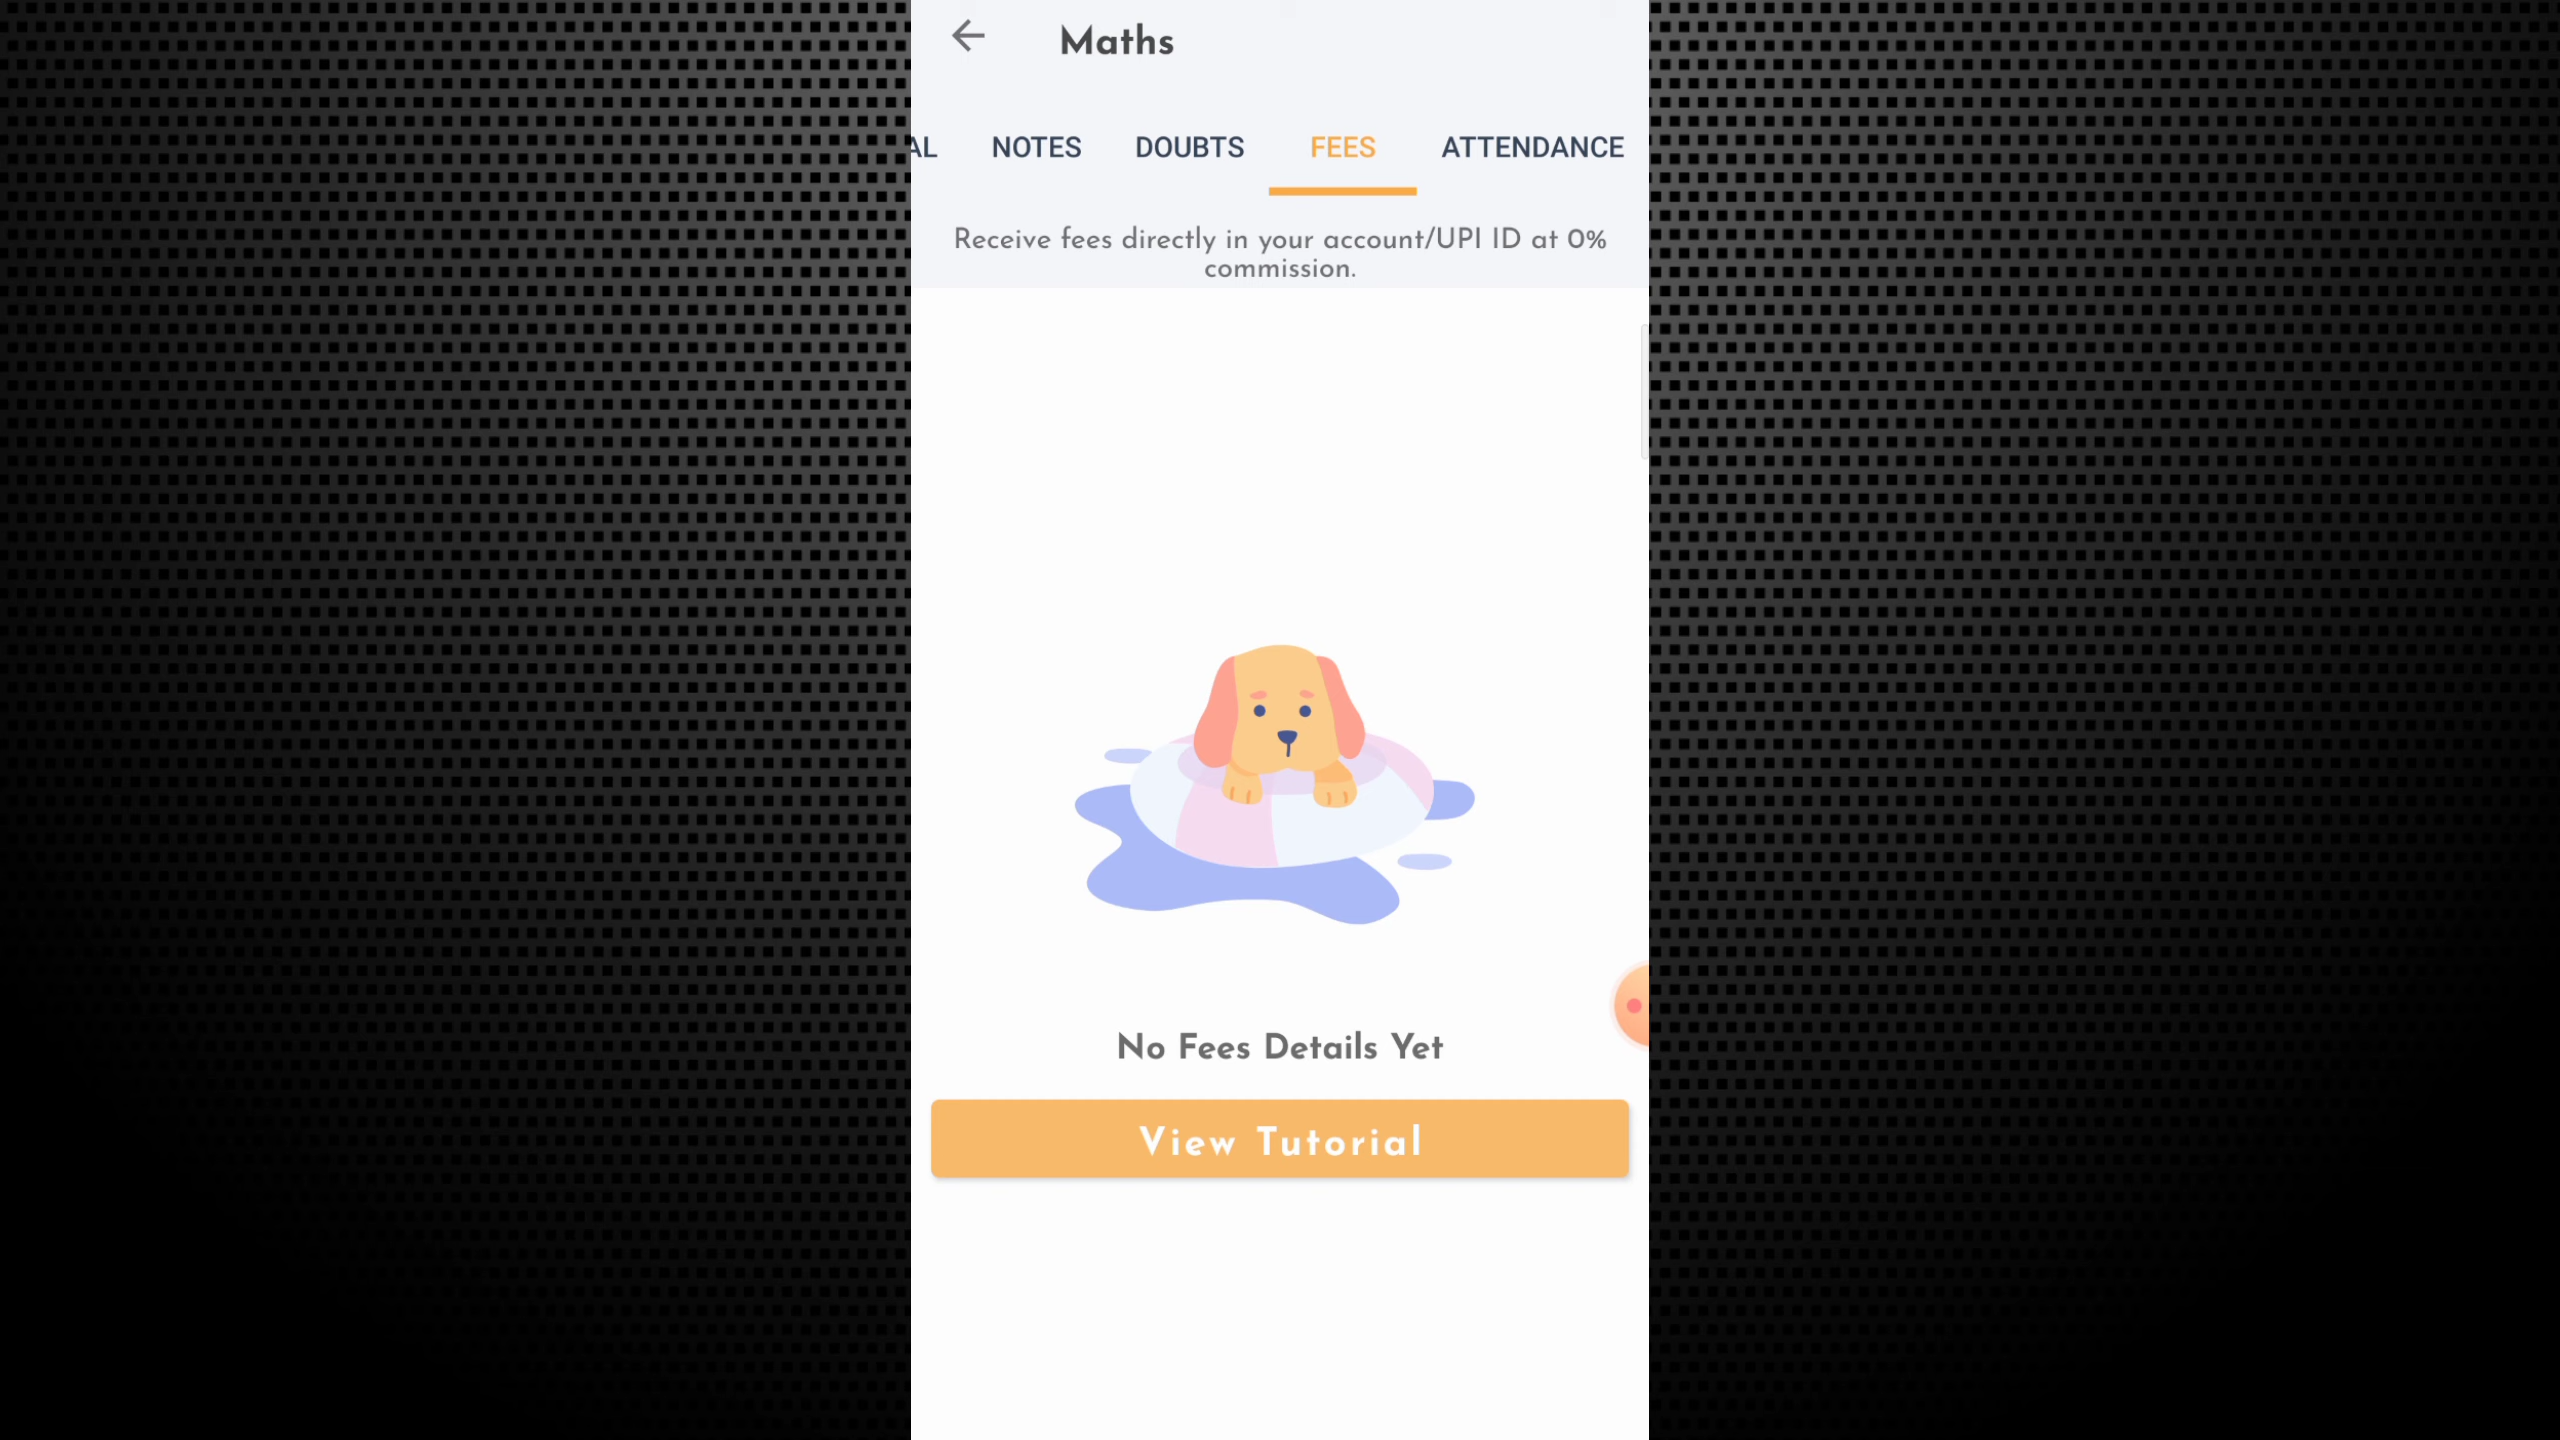 Maths
AL NOTES DOUBTS FEES ATTENDANCE
Receive fees directly in your account/UPI ID at 0%
commission.
No Fees Details Yet
View Tutorial